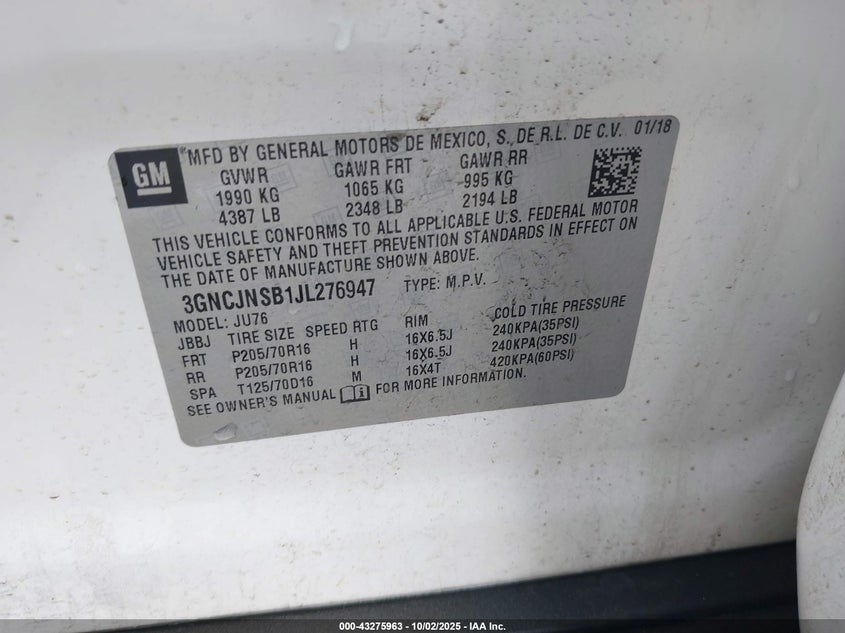 GM
MFD BY GENERAL MOTORS DE MEXICO, S. DE R.L. DE C.V. 01/18
GVWR GAWR FRT GAWR RR
1990 KG 1065 KG 995 KG
4387 LB 2348 LB 2194 LB
THIS VEHICLE CONFORMS TO ALL APPLICABLE U.S. FEDERAL MOTOR
VEHICLE SAFETY AND THEFT PREVENTION STANDARDS IN EFFECT ON
THE DATE OF MANUFACTURE SHOWN ABOVE.
3GNCJNSB1JL276947 TYPE: M.P.V.
MODEL: JU76
JBBJ TIRE SIZE SPEED RTG RIM COLD TIRE PRESSURE
FRT P205/70R16 H 16X6.5J 240KPA(35PSI)
RR P205/70R16 H 16X6.5J 240KPA(35PSI)
SPA T125/70D16 M 16X4T 420KPA(60PSI)
SEE OWNER'S MANUAL FOR MORE INFORMATION.
000-43275963 - 10/02/2025 - IAA Inc.